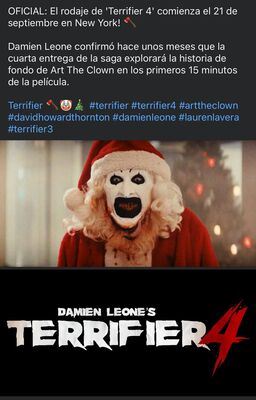 OFICIAL: El rodaje de 'Terrifier 4' comienza el 21 de
septiembre en New York! 🪓
Damien Leone confirmó hace unos meses que la
cuarta entrega de la saga explorará la historia de
fondo de Art The Clown en los primeros 15 minutos
de la película.
Terrifier 🪓🤡🎄 #terrifier #terrifier4 #arttheclown
#davidhowardthornton #damienleone #laurenlavera
#terrifier3
DAMIEN LEONE'S
TERRIFIER 4